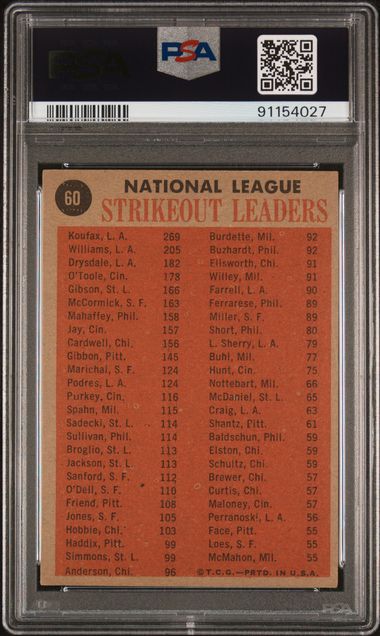 PSA
PSA
91154027
60
NATIONAL LEAGUE
STRIKEOUT LEADERS
Koufax, L. A. 269
Williams, L. A. 205
Drysdale, L. A. 182
O'Toole, Cin. 178
Gibson, St. L. 166
McCormick, S. F. 163
Mahaffey, Phil. 158
Jay, Cin. 157
Cardwell, Chi. 156
Gibbon, Pitt. 145
Marichal, S. F. 124
Podres, L. A. 124
Purkey, Cin. 116
Spahn, Mil. 115
Sadecki, St. L. 114
Sullivan, Phil. 114
Broglio, St. L. 113
Jackson, St. L. 113
Sanford, S. F. 112
O'Dell, S. F. 110
Friend, Pitt. 108
Jones, S. F. 105
Hobbie, Chi. 103
Haddix, Pitt. 99
Simmons, St. L. 99
Anderson, Chi. 96
Burdette, Mil. 92
Buzhardt, Phil. 92
Ellsworth, Chi. 91
Willey, Mil. 91
Farrell, L. A. 90
Ferrarese, Phil. 89
Miller, S. F. 89
Short, Phil. 80
L. Sherry, L. A. 79
Buhl, Mil. 77
Hunt, Cin. 75
Nottebart, Mil. 66
McDaniel, St. L. 65
Craig, L. A. 63
Shantz, Pitt. 61
Baldschun, Phil. 59
Elston, Chi. 59
Schultz, Chi. 59
Brewer, Chi. 57
Curtis, Chi. 57
Maloney, Cin. 57
Perranoski, L. A. 56
Face, Pitt. 55
Loes, S. F. 55
McMahon, Mil. 55
© T. C. G. — PRTD. IN U. S. A.